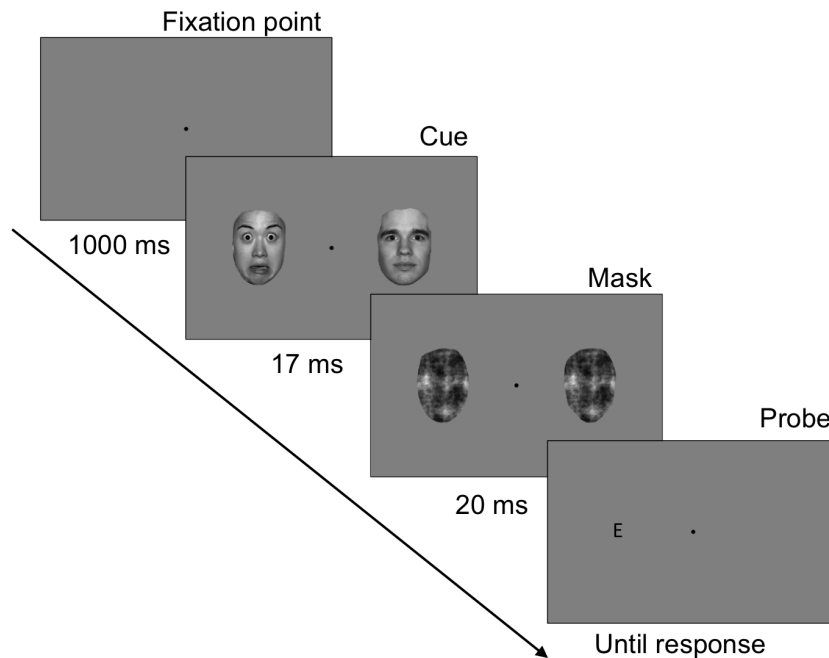 Fixation point
1000 ms
Cue
17 ms
Mask
20 ms
Probe
E
Until response